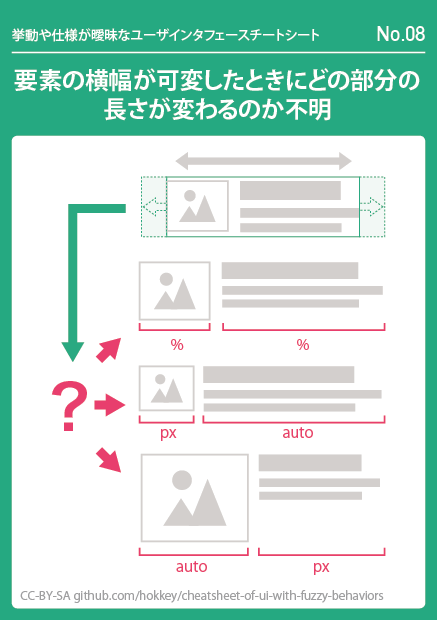 挙動や仕様が曖昧なユーザインタフェースチートシート No.08
要素の横幅が可変したときにどの部分の
長さが変わるのか不明
% %
?
px auto
auto px
CC-BY-SA github.com/hokkey/cheatsheet-of-ui-with-fuzzy-behaviors